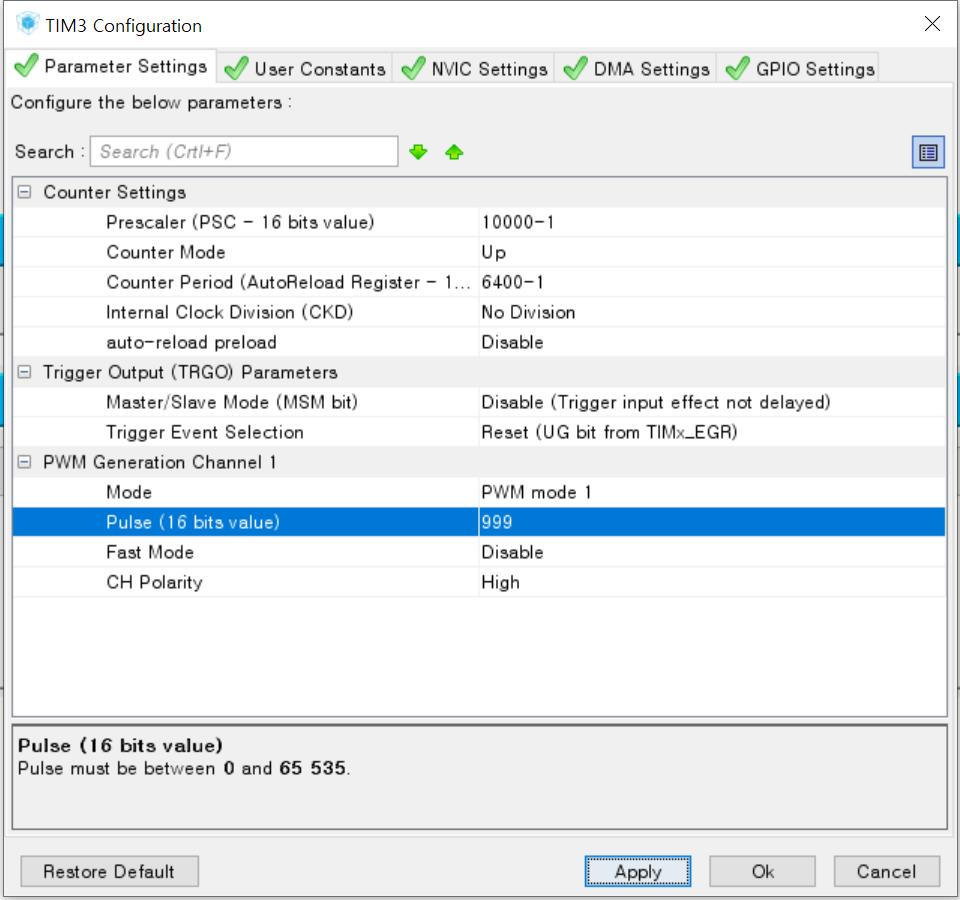 TIM3 Configuration
Parameter Settings User Constants NVIC Settings DMA Settings GPIO Settings
Configure the below parameters :
Search : Search (Crtl+F)
Counter Settings
Prescaler (PSC - 16 bits value) 10000-1
Counter Mode Up
Counter Period (AutoReload Register - 1... 6400-1
Internal Clock Division (CKD) No Division
auto-reload preload Disable
Trigger Output (TRGO) Parameters
Master/Slave Mode (MSM bit) Disable (Trigger input effect not delayed)
Trigger Event Selection Reset (UG bit from TIMx_EGR)
PWM Generation Channel 1
Mode PWM mode 1
Pulse (16 bits value) 999
Fast Mode Disable
CH Polarity High
Pulse (16 bits value)
Pulse must be between 0 and 65 535.
Restore Default Apply Ok Cancel